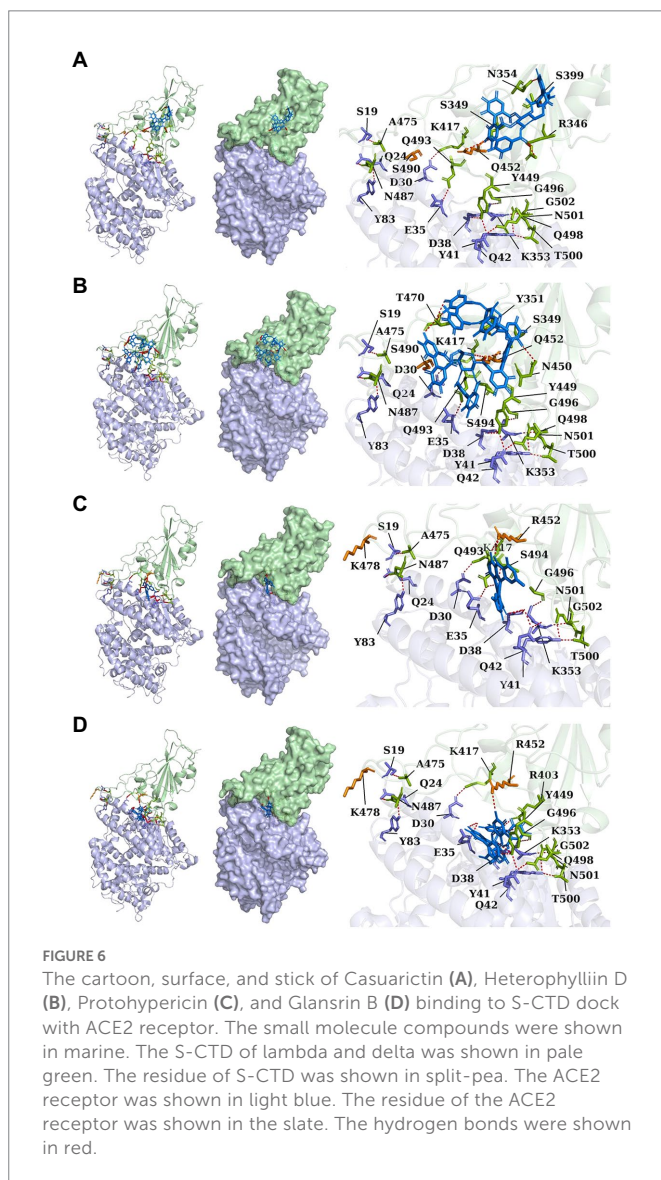 A
N354
S399
S349
S19
A475
K417
R346
Q493
Q24
Q452
S490
Y449
D30
G496
N487
G502
E35
N501
Y83
D38
Q498
Y41
Q42
K353
T500
B
T470
Y351
S19
S349
A475
K417
Q452
S490
N450
D30
Y449
Q24
G496
N487
S494
Q498
Q493
E35
N501
Y83
D38
T500
Y41
K353
Q42
C
R452
S19
A475
Q493
K417
K478
N487
S494
G496
N501
Q24
G502
D30
Y83
E35
D38
T500
Q42
K353
Y41
D
K417
R452
S19
A475
R403
Q24
K478
Y449
N487
G496
D30
K353
Y83
G502
E35
Q498
D38
N501
Y41
T500
Q42
FIGURE 6
The cartoon, surface, and stick of Casuarictin (A), Heterophylliin D
(B), Protohypericin (C), and Glansrin B (D) binding to S-CTD dock
with ACE2 receptor. The small molecule compounds were shown
in marine. The S-CTD of lambda and delta was shown in pale
green. The residue of S-CTD was shown in split-pea. The ACE2
receptor was shown in light blue. The residue of the ACE2
receptor was shown in the slate. The hydrogen bonds were shown
in red.